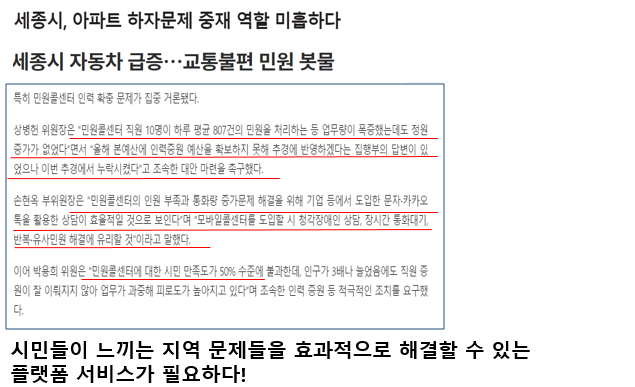 세종시, 아파트 하자문제 중재 역할 미흡하다
세종시 자동차 급증…교통불편 민원 봇물
특히 민원콜센터 인력 확충 문제가 집중 거론됐다.
상병헌 위원장은 "민원콜센터 직원 10명이 하루 평균 807건의 민원을 처리하는 등 업무량이 폭증했는데도 정원
증가가 없었다"면서 "올해 본예산에 인력증원 예산을 확보하지 못해 추경에 반영하겠다는 집행부의 답변이 있
었으나 이번 추경에서 누락시켰다"고 조속한 대안 마련을 촉구했다.
손현옥 부위원장은 "민원콜센터의 인원 부족과 통화량 증가문제 해결을 위해 기업 등에서 도입한 문자·카카오
톡을 활용한 상담이 효율적일 것으로 보인다"며 "모바일콜센터를 도입할 시 청각장애인 상담, 장시간 통화대기,
반복·유사민원 해결에 유리할 것"이라고 말했다.
이어 박용희 위원은 "민원콜센터에 대한 시민 만족도가 50% 수준에 불과한데, 인구가 3배나 늘었음에도 직원 증
원이 잘 이뤄지지 않아 업무가 과중해 피로도가 높아지고 있다"며 조속한 인력 증원 등 적극적인 조치를 요구했
다.
시민들이 느끼는 지역 문제들을 효과적으로 해결할 수 있는
플랫폼 서비스가 필요하다!